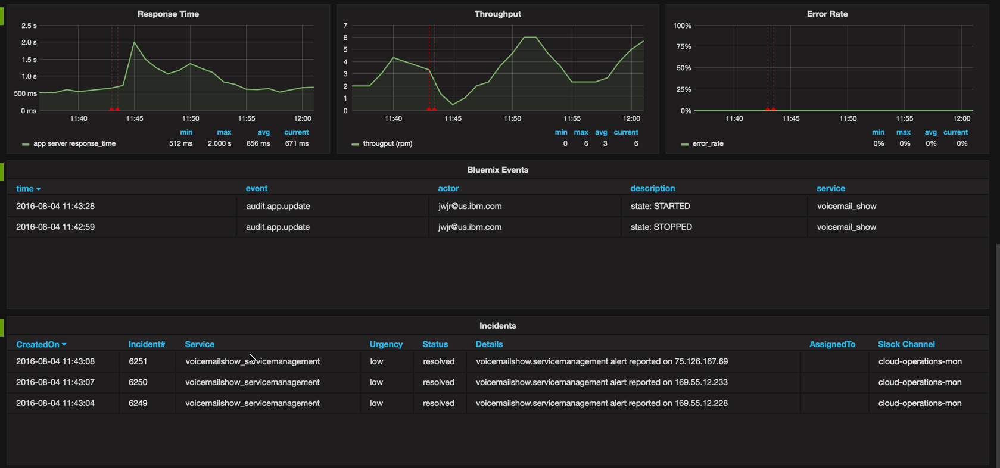 Response Time
2.5 s
2.0 s
1.5 s
1.0 s
500 ms
0 ms
11:40 11:45 11:50 11:55 12:00
min max avg current
app server response_time 512 ms 2.000 s 856 ms 671 ms
Throughput
7
6
5
4
3
2
1
0
11:40 11:45 11:50 11:55 12:00
min max avg current
througput (rpm) 0 6 3 6
Error Rate
100%
75%
50%
25%
0%
11:40 11:45 11:50 11:55 12:00
min max avg current
error_rate 0% 0% 0% 0%
Bluemix Events
time event actor description service
2016-08-04 11:43:28 audit.app.update jwjr@us.ibm.com state: STARTED voicemail_show
2016-08-04 11:42:59 audit.app.update jwjr@us.ibm.com state: STOPPED voicemail_show
Incidents
CreatedOn Incident# Service Urgency Status Details AssignedTo Slack Channel
2016-08-04 11:43:08 6251 voicemailshow_servicemanagement low resolved voicemailshow.servicemanagement alert reported on 75.126.167.69 cloud-operations-mon
2016-08-04 11:43:07 6250 voicemailshow_servicemanagement low resolved voicemailshow.servicemanagement alert reported on 169.55.12.233 cloud-operations-mon
2016-08-04 11:43:04 6249 voicemailshow_servicemanagement low resolved voicemailshow.servicemanagement alert reported on 169.55.12.228 cloud-operations-mon